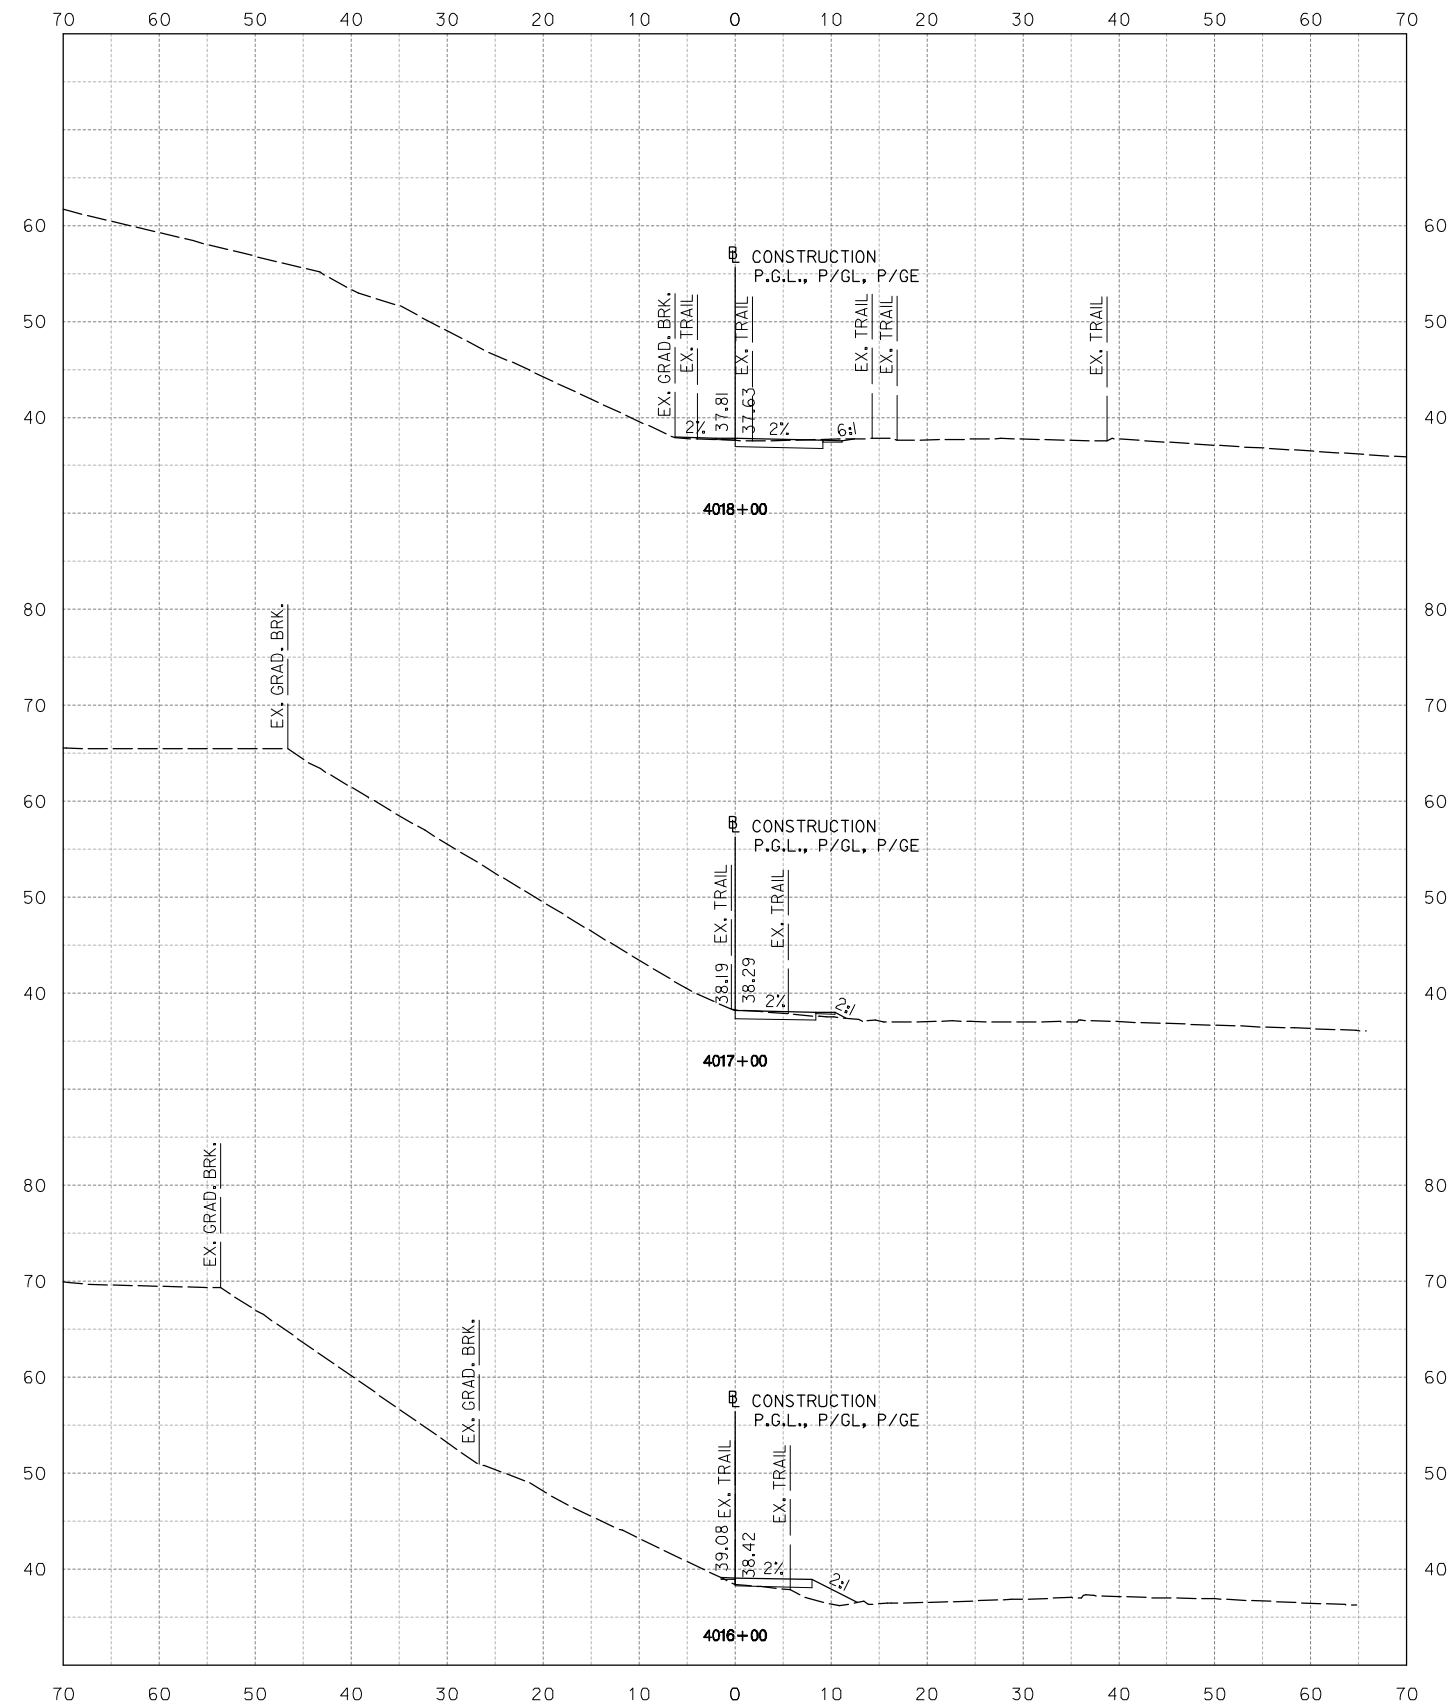 70 60 50 40 30 20 10 0 10 20 30 40 50 60 70
60 60
℄ CONSTRUCTION
P.G.L., P/GL, P/GE
50 50
EX. GRAD. BRK.
EX. TRAIL
EX. TRAIL
EX. TRAIL
EX. TRAIL
EX. TRAIL
37.81
37.63
40 40
2% 2% 6:1
4018+00
80 80
EX. GRAD. BRK.
70 70
60 60
℄ CONSTRUCTION
P.G.L., P/GL, P/GE
50 50
EX. TRAIL
EX. TRAIL
38.19
38.29
40 40
2% 2:1
4017+00
EX. GRAD. BRK.
80 80
70 70
EX. GRAD. BRK.
60 60
℄ CONSTRUCTION
P.G.L., P/GL, P/GE
50 50
39.08 EX. TRAIL
38.42
EX. TRAIL
40 40
2% 2:1
4016+00
70 60 50 40 30 20 10 0 10 20 30 40 50 60 70